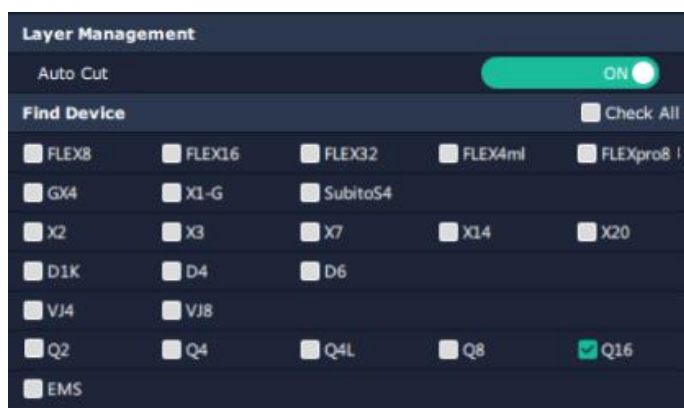 Layer Management
Auto Cut ON
Find Device Check All
FLEX8 FLEX16 FLEX32 FLEX4ml FLEXpro8
GX4 X1-G SubitoS4
X2 X3 X7 X14 X20
D1K D4 D6
VJ4 VJ8
Q2 Q4 Q4L Q8 Q16
EMS